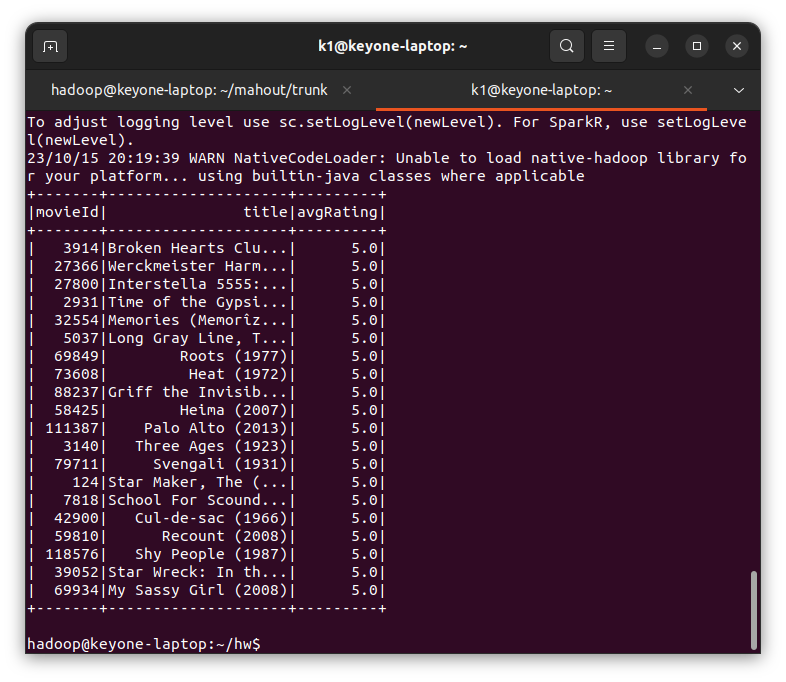 k1@keyone-laptop: ~
hadoop@keyone-laptop: ~/mahout/trunk
k1@keyone-laptop: ~
To adjust logging level use sc.setLogLevel(newLevel). For SparkR, use setLogLeve
l(newLevel).
23/10/15 20:19:39 WARN NativeCodeLoader: Unable to load native-hadoop library fo
r your platform... using builtin-java classes where applicable
+-------+--------------------+---------+
|movieId|               title|avgRating|
+-------+--------------------+---------+
|   3914|Broken Hearts Clu...|      5.0|
|  27366|Werckmeister Harm...|      5.0|
|  27800|Interstella 5555:...|      5.0|
|   2931|Time of the Gypsi...|      5.0|
|  32554|Memories (Memorîz...|      5.0|
|   5037|Long Gray Line, T...|      5.0|
|  69849|        Roots (1977)|      5.0|
|  73608|         Heat (1972)|      5.0|
|  88237|Griff the Invisib...|      5.0|
|  58425|        Heima (2007)|      5.0|
| 111387|    Palo Alto (2013)|      5.0|
|   3140|   Three Ages (1923)|      5.0|
|  79711|     Svengali (1931)|      5.0|
|    124|Star Maker, The (...|      5.0|
|   7818|School For Scound...|      5.0|
|  42900|   Cul-de-sac (1966)|      5.0|
|  59810|      Recount (2008)|      5.0|
| 118576|   Shy People (1987)|      5.0|
|  39052|Star Wreck: In th...|      5.0|
|  69934|My Sassy Girl (2008)|      5.0|
+-------+--------------------+---------+
hadoop@keyone-laptop:~/hw$